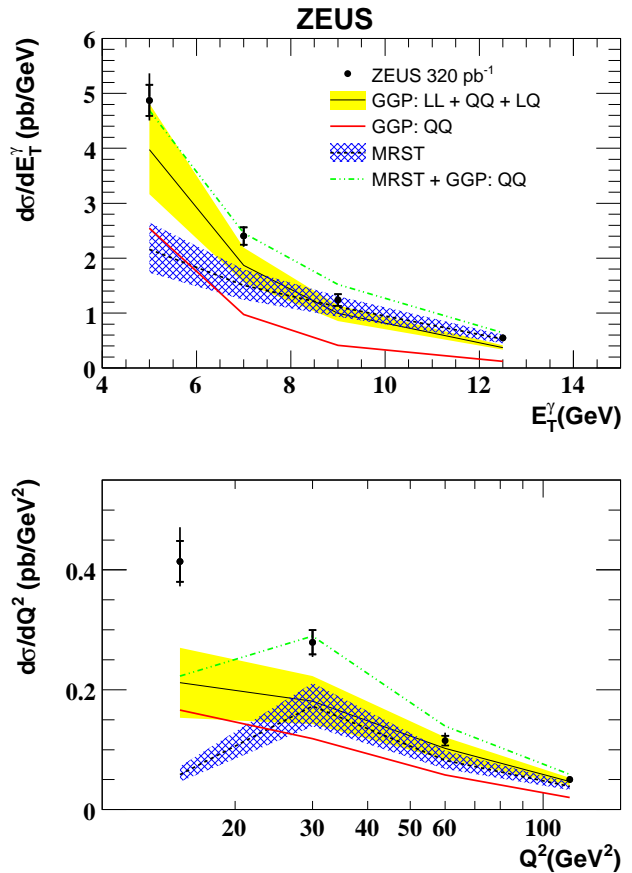 ZEUS
dσ/dE_T^γ (pb/GeV)
6
5
4
3
2
1
0
ZEUS 320 pb⁻¹
GGP: LL + QQ + LQ
GGP: QQ
MRST
MRST + GGP: QQ
4 6 8 10 12 14
E_T^γ(GeV)
dσ/dQ² (pb/GeV²)
0.4
0.2
0
20 30 40 50 60 100
Q²(GeV²)